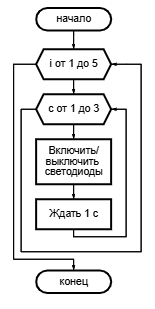 начало
i от 1 до 5
c от 1 до 3
Включить/
выключить
светодиоды
Ждать 1 с
конец